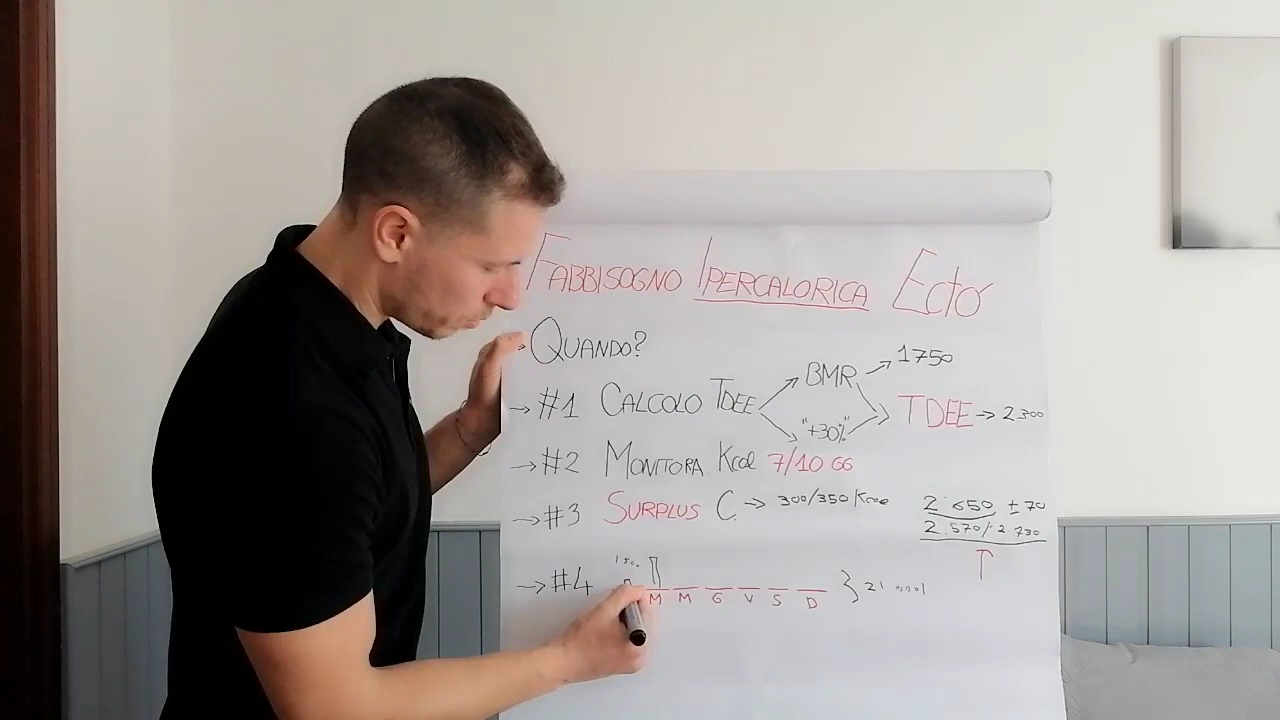 FABBISOGNO IPERCALORICA Ecto
→ QUANDO?
→ #1 CALCOLO TDEE BMR → 1750
"+30%" TDEE → 2300
→ #2 MONITORA Kcal 7/10 GG
→ #3 SURPLUS C. → 300/350 Kcal
2.650 ± 70
2.570/2.730
→ #4
M M G V S D } 21